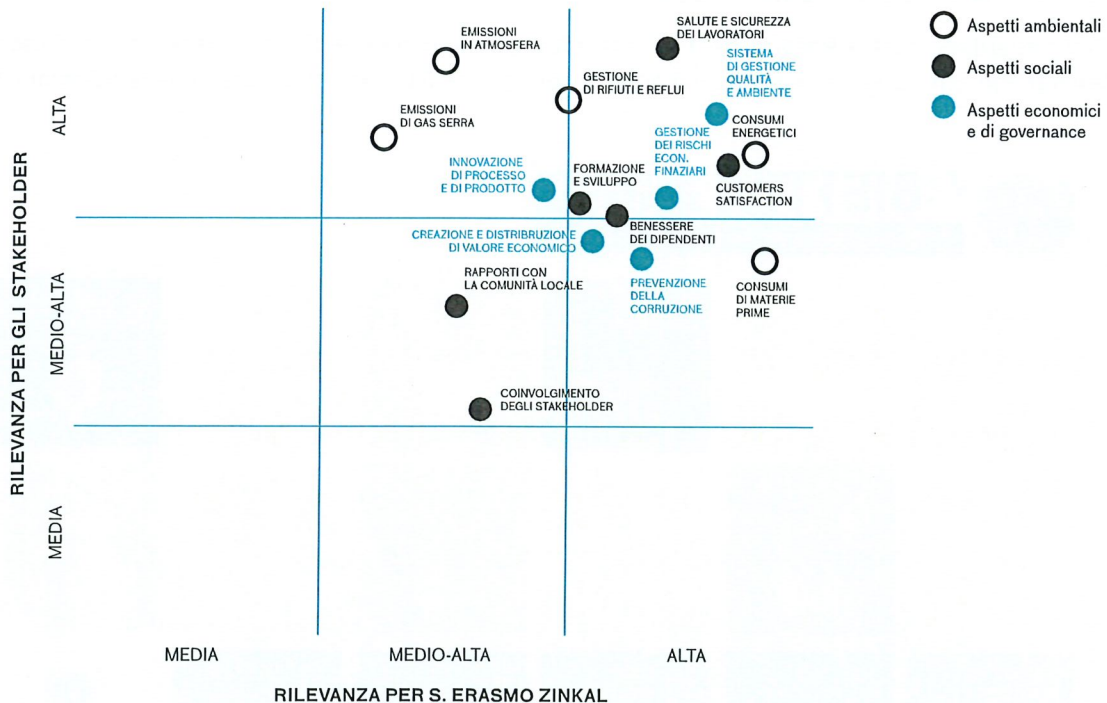 EMISSIONI
IN ATMOSFERA
SALUTE E SICUREZZA
DEI LAVORATORI
SISTEMA
DI GESTIONE
QUALITÀ
E AMBIENTE
GESTIONE
DI RIFIUTI E REFLUI
EMISSIONI
DI GAS SERRA
GESTIONE
DEI RISCHI
ECON.
FINAZIARI
CONSUMI
ENERGETICI
INNOVAZIONE
DI PROCESSO
E DI PRODOTTO
FORMAZIONE
E SVILUPPO
CUSTOMERS
SATISFACTION
CREAZIONE E DISTRIBRUZIONE
DI VALORE ECONOMICO
BENESSERE
DEI DIPENDENTI
RAPPORTI CON
LA COMUNITÀ LOCALE
PREVENZIONE
DELLA
CORRUZIONE
CONSUMI
DI MATERIE
PRIME
COINVOLGIMENTO
DEGLI STAKEHOLDER
Aspetti ambientali
Aspetti sociali
Aspetti economici
e di governance
RILEVANZA PER GLI STAKEHOLDER
ALTA
MEDIO-ALTA
MEDIA
MEDIA
MEDIO-ALTA
ALTA
RILEVANZA PER S. ERASMO ZINKAL